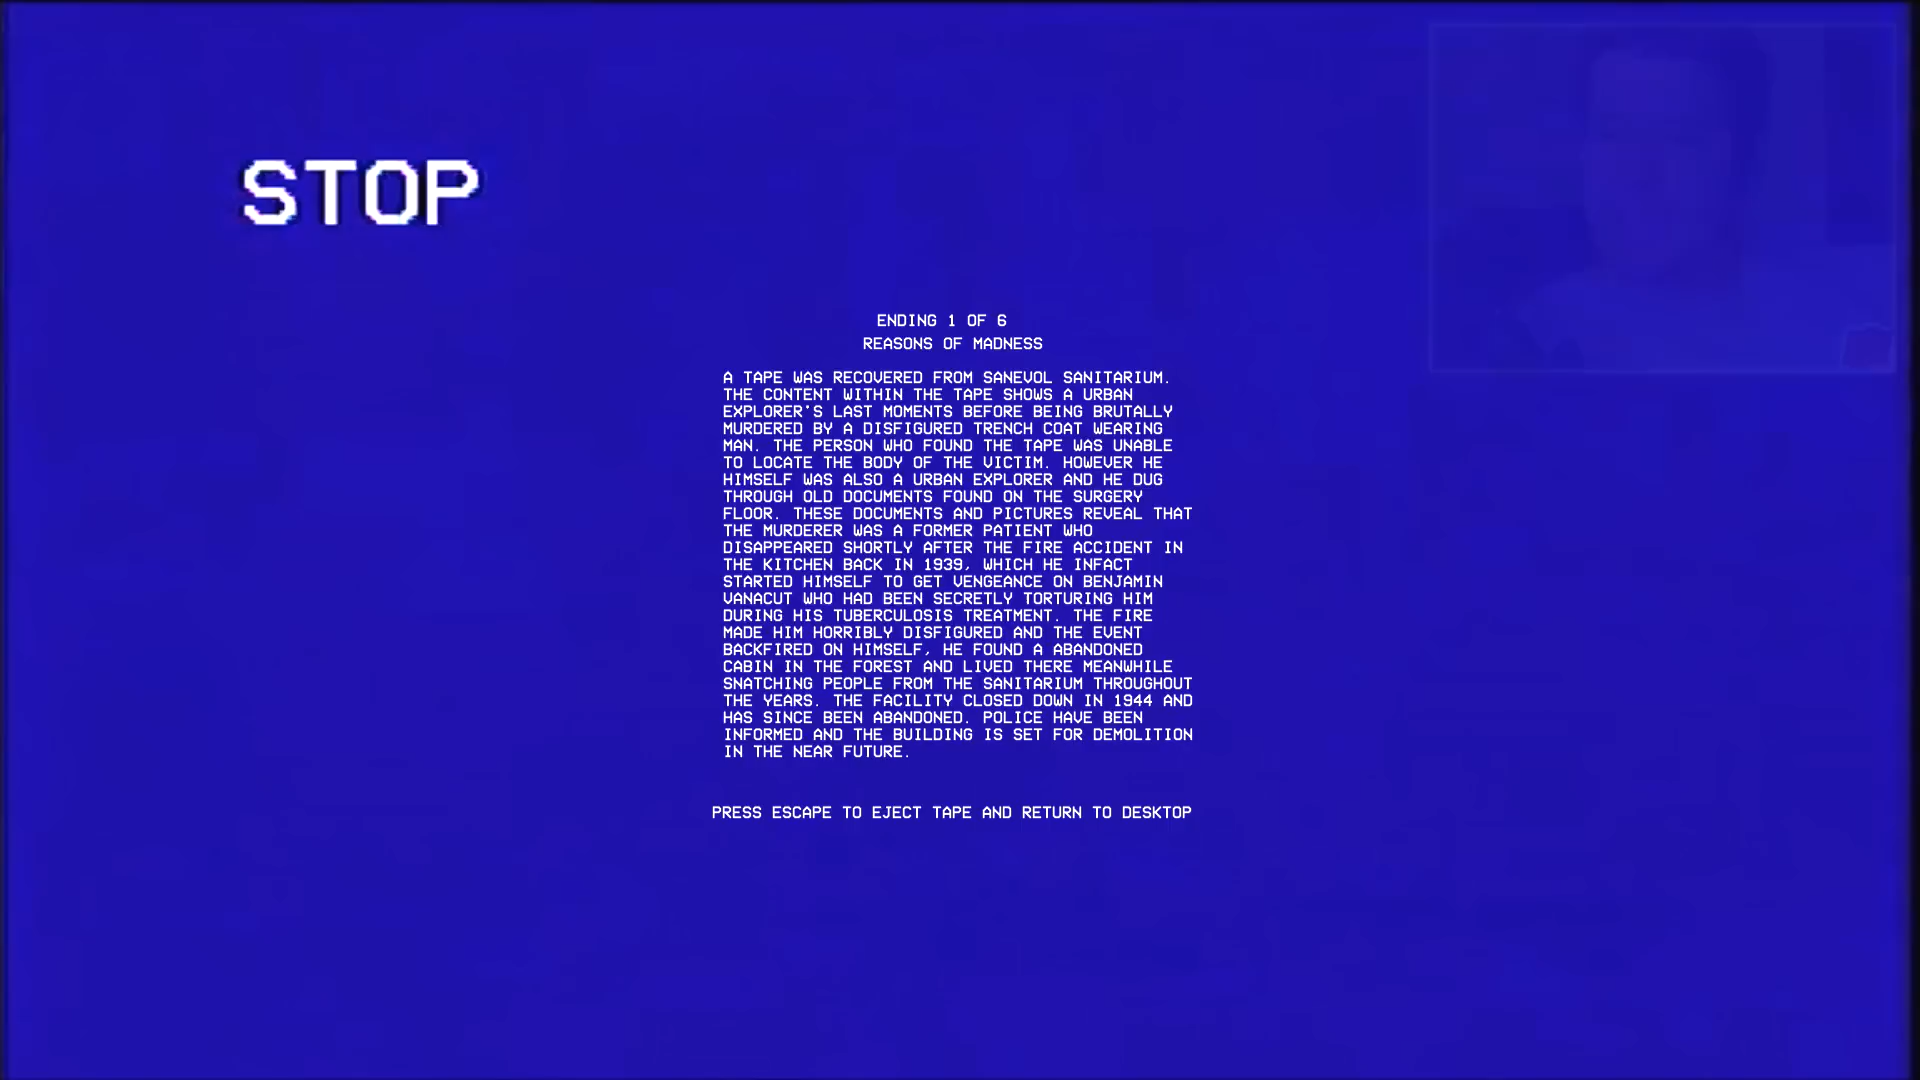 STOP
ENDING 1 OF 6
REASONS OF MADNESS
A TAPE WAS RECOVERED FROM SANEVOL SANITARIUM.
THE CONTENT WITHIN THE TAPE SHOWS A URBAN
EXPLORER'S LAST MOMENTS BEFORE BEING BRUTALLY
MURDERED BY A DISFIGURED TRENCH COAT WEARING
MAN. THE PERSON WHO FOUND THE TAPE WAS UNABLE
TO LOCATE THE BODY OF THE VICTIM. HOWEVER HE
HIMSELF WAS ALSO A URBAN EXPLORER AND HE DUG
THROUGH OLD DOCUMENTS FOUND ON THE SURGERY
FLOOR. THESE DOCUMENTS AND PICTURES REVEAL THAT
THE MURDERER WAS A FORMER PATIENT WHO
DISAPPEARED SHORTLY AFTER THE FIRE ACCIDENT IN
THE KITCHEN BACK IN 1939, WHICH HE INFACT
STARTED HIMSELF TO GET VENGEANCE ON BENJAMIN
VANACUT WHO HAD BEEN SECRETLY TORTURING HIM
DURING HIS TUBERCULOSIS TREATMENT. THE FIRE
MADE HIM HORRIBLY DISFIGURED AND THE EVENT
BACKFIRED ON HIMSELF, HE FOUND A ABANDONED
CABIN IN THE FOREST AND LIVED THERE MEANWHILE
SNATCHING PEOPLE FROM THE SANITARIUM THROUGHOUT
THE YEARS. THE FACILITY CLOSED DOWN IN 1944 AND
HAS SINCE BEEN ABANDONED. POLICE HAVE BEEN
INFORMED AND THE BUILDING IS SET FOR DEMOLITION
IN THE NEAR FUTURE.
PRESS ESCAPE TO EJECT TAPE AND RETURN TO DESKTOP